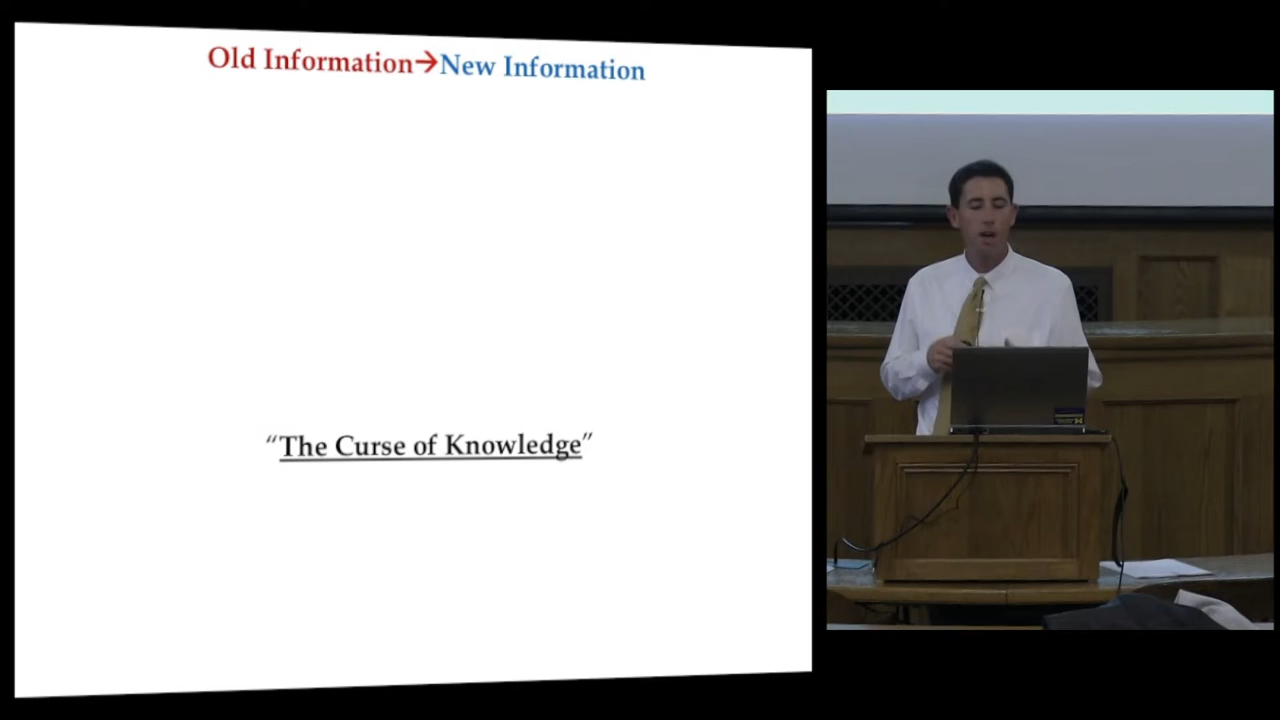 Old Information→New Information
“The Curse of Knowledge”